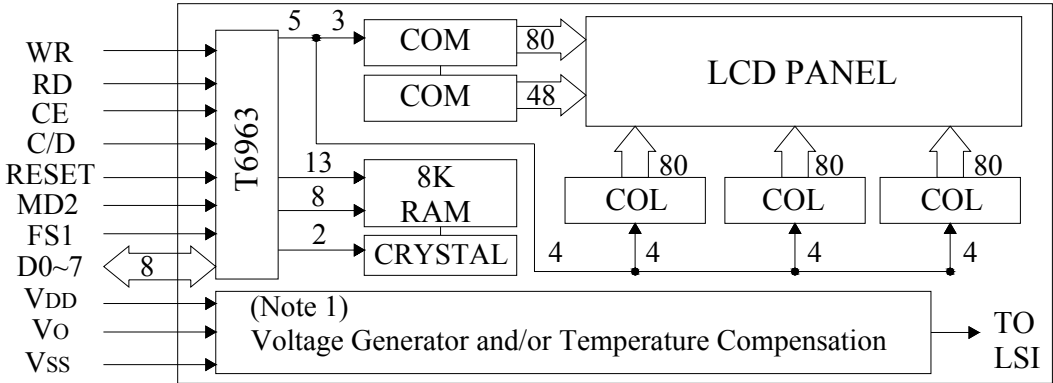 WR
RD
CE
C/D
RESET
MD2
FS1
D0~7
8
VDD
VO
VSS
T6963
5
3
COM
80
COM
48
LCD PANEL
13
8
2
8K
RAM
CRYSTAL
80
80
80
COL
COL
COL
4
4
4
4
(Note 1)
Voltage Generator and/or Temperature Compensation
TO
LSI